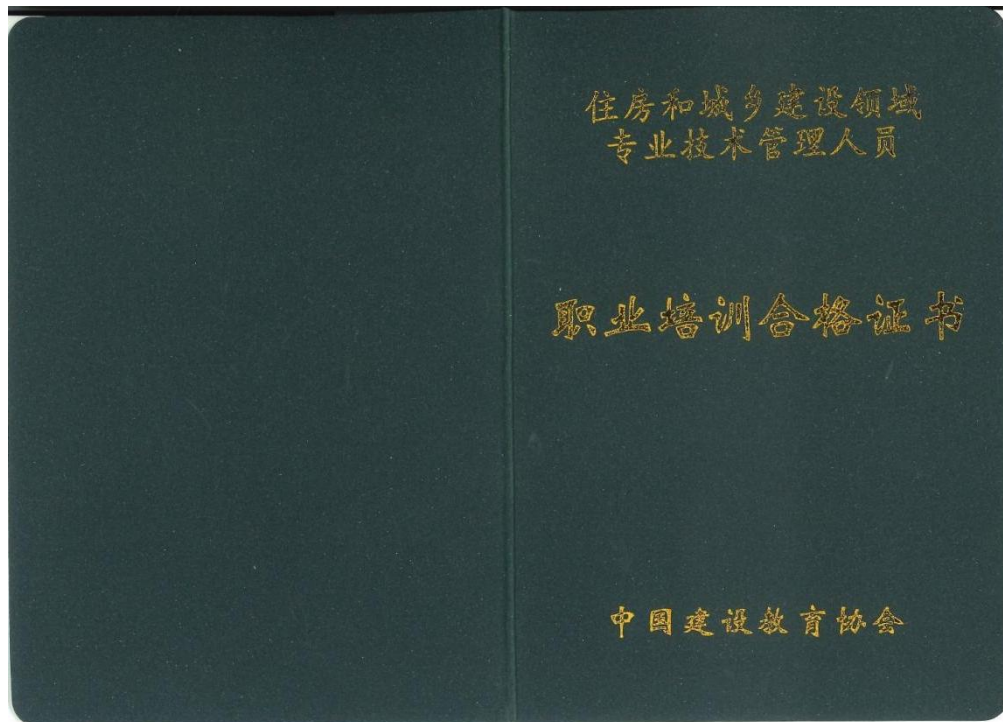 住房和城乡建设领域
专业技术管理人员
职业培训合格证书
中国建设教育协会